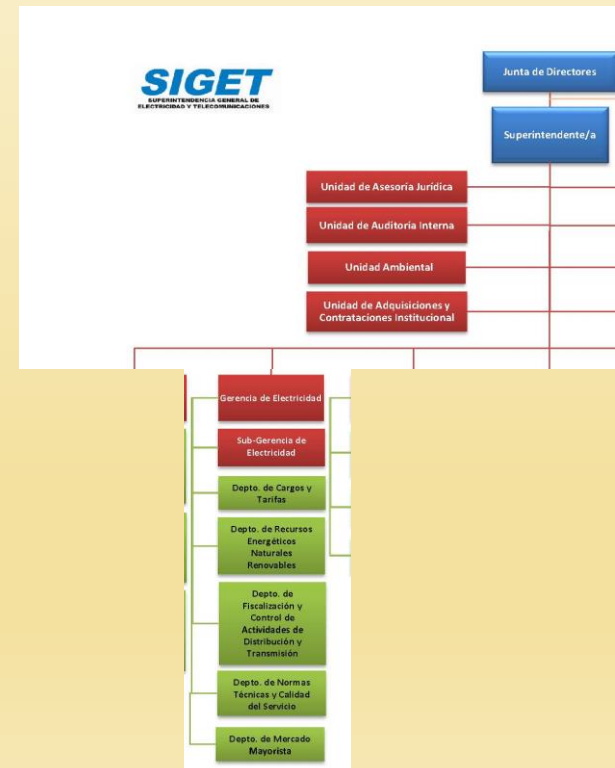 SIGET
SUPERINTENDENCIA GENERAL DE
ELECTRICIDAD Y TELECOMUNICACIONES
Junta de Directores
Superintendente/a
Unidad de Asesoría Jurídica
Unidad de Auditoría Interna
Unidad Ambiental
Unidad de Adquisiciones y
Contrataciones Institucional
Gerencia de Electricidad
Sub-Gerencia de
Electricidad
Depto. de Cargos y
Tarifas
Depto. de Recursos
Energéticos
Naturales
Renovables
Depto. de
Fiscalización y
Control de
Actividades de
Distribución y
Transmisión
Depto. de Normas
Técnicas y Calidad
del Servicio
Depto. de Mercado
Mayorista